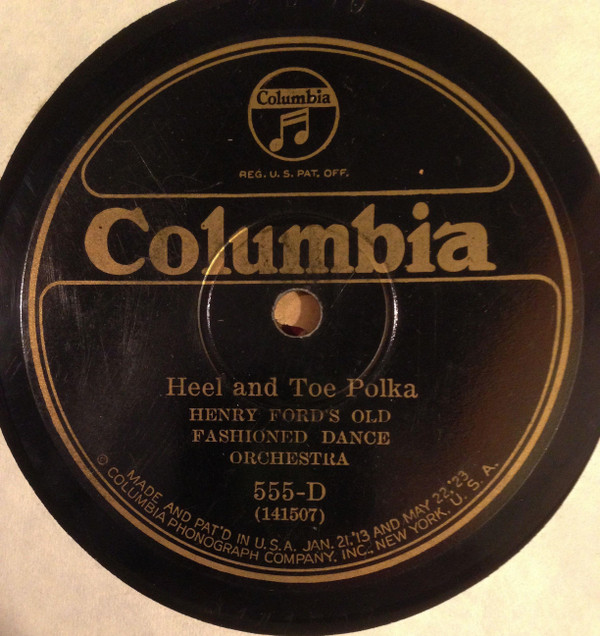 Columbia
REG. U.S. PAT. OFF.
Columbia
Heel and Toe Polka
HENRY FORD'S OLD
FASHIONED DANCE
ORCHESTRA
555-D
(141507)
MADE AND PAT'D IN U.S.A. JAN. 21,'13 AND MAY 22,'23
© COLUMBIA PHONOGRAPH COMPANY, INC., NEW YORK, U.S.A.